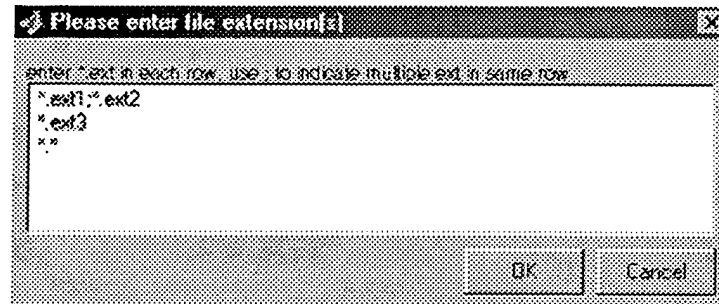 Please enter file extension(s)
enter *.ext in each row, use ; to indicate multiple ext in same row
*.ext1;*.ext2
*.ext3
*.*
OK
Cancel